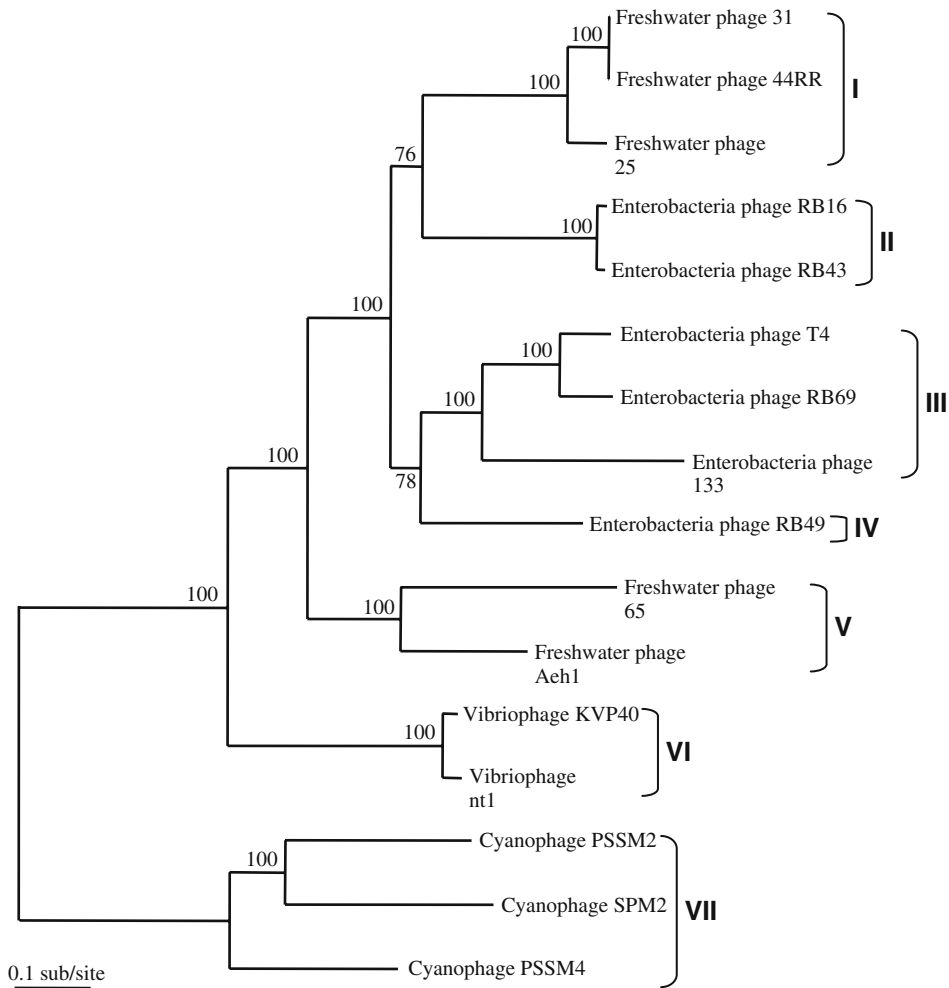 Freshwater phage 31
100
Freshwater phage 44RR
I
100
Freshwater phage
25
76
Enterobacteria phage RB16
100
II
Enterobacteria phage RB43
100
Enterobacteria phage T4
100
Enterobacteria phage RB69
100
III
Enterobacteria phage
133
100
78
Enterobacteria phage RB49
IV
Freshwater phage
65
100
100
V
Freshwater phage
Aeh1
Vibriophage KVP40
100
VI
Vibriophage
nt1
Cyanophage PSSM2
100
Cyanophage SPM2
VII
Cyanophage PSSM4
0.1 sub/site